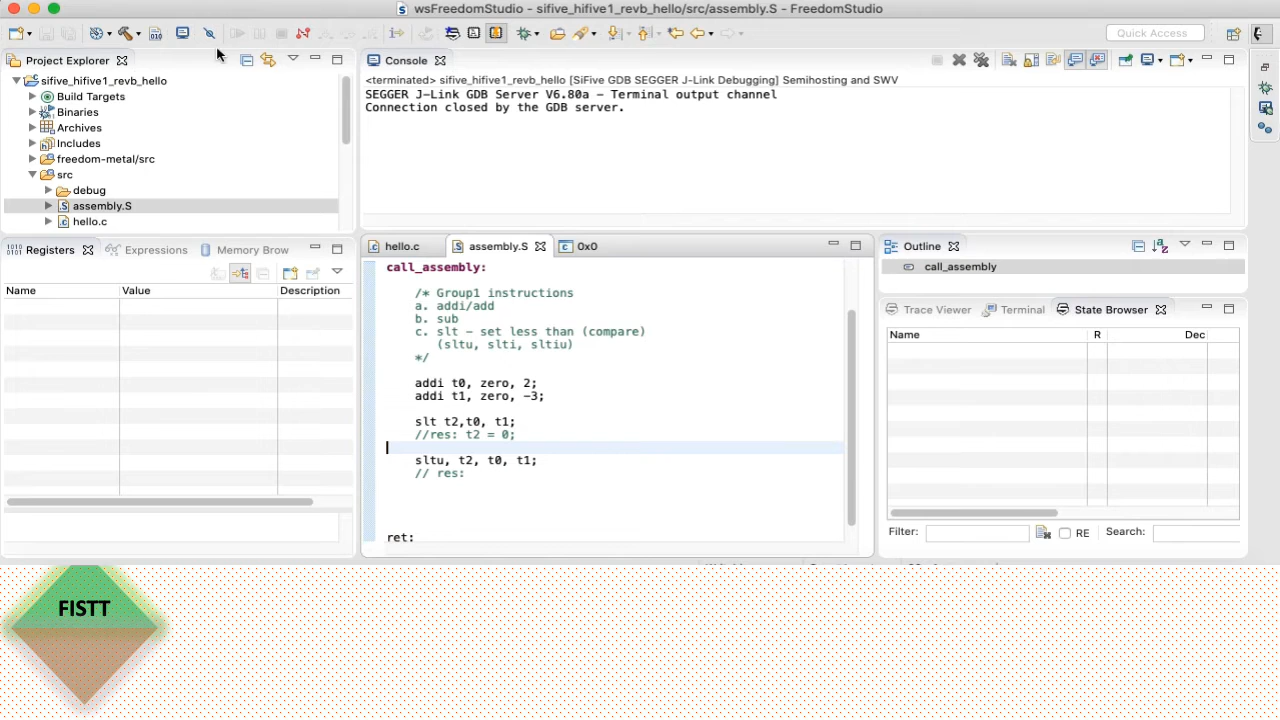 wsFreedomStudio - sifive_hifive1_revb_hello/src/assembly.S - FreedomStudio
Quick Access
Project Explorer
sifive_hifive1_revb_hello
Build Targets
Binaries
Archives
Includes
freedom-metal/src
src
debug
assembly.S
hello.c
Console
<terminated> sifive_hifive1_revb_hello [SiFive GDB SEGGER J-Link Debugging] Semihosting and SWV
SEGGER J-Link GDB Server V6.80a - Terminal output channel
Connection closed by the GDB server.
Registers Expressions Memory Brow
Name Value Description
hello.c assembly.S 0x0
call_assembly:
/* Group1 instructions
a. addi/add
b. sub
c. slt - set less than (compare)
(sltu, slti, sltiu)
*/
addi t0, zero, 2;
addi t1, zero, -3;
slt t2,t0, t1;
//res: t2 = 0;
sltu, t2, t0, t1;
// res:
ret:
Outline
call_assembly
Trace Viewer Terminal State Browser
Name R Dec
Filter: RE Search:
FISTT